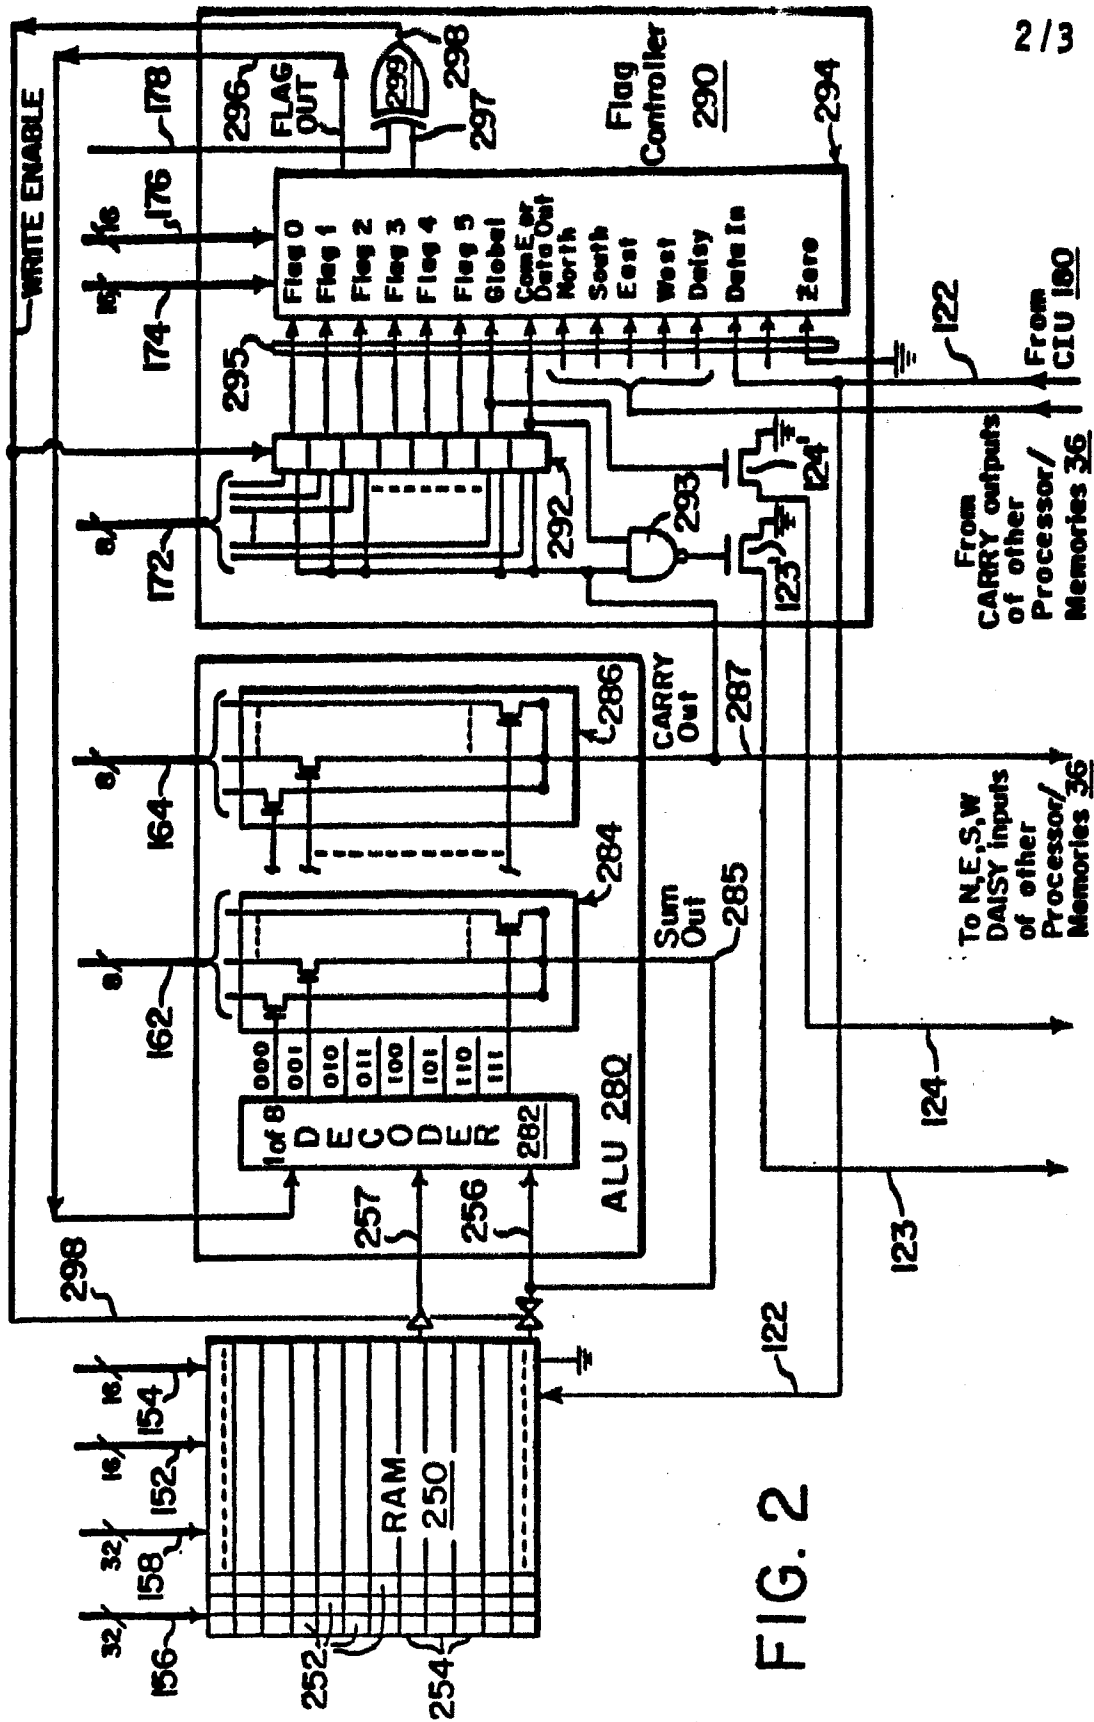 2/3
WRITE ENABLE
298
32
156
32
158
16
152
16
154
252
254
RAM
250
122
257
256
1 of 8
DECODER
282
000
001
010
011
100
101
110
111
ALU 280
8
162
284
Sum
Out
285
8
164
286
CARRY
Out
287
8
172
292
293
123'
124'
295
16
174
16
176
178
296
FLAG
OUT
299
298
297
Flag
Controller
290
294
Flag 0
Flag 1
Flag 2
Flag 3
Flag 4
Flag 5
Global
ComE or
Data Out
North
South
East
West
Daisy
Data In
Zero
122
From
CIU 180
From
CARRY outputs
of other
Processor/
Memories 36
To N,E,S,W
DAISY inputs
of other
Processor/
Memories 36
124
123
FIG. 2